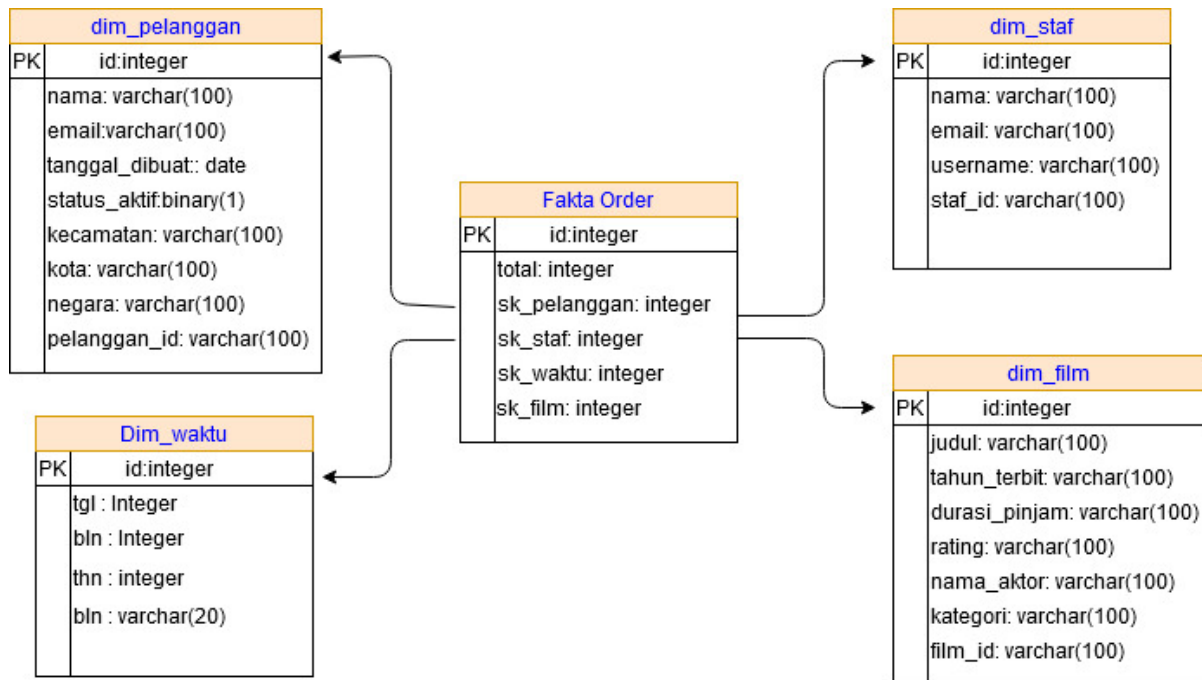 dim_pelanggan
PK id:integer
nama: varchar(100)
email:varchar(100)
tanggal_dibuat:: date
status_aktif:binary(1)
kecamatan: varchar(100)
kota: varchar(100)
negara: varchar(100)
pelanggan_id: varchar(100)
Dim_waktu
PK id:integer
tgl : Integer
bln : Integer
thn : integer
bln : varchar(20)
Fakta Order
PK id:integer
total: integer
sk_pelanggan: integer
sk_staf: integer
sk_waktu: integer
sk_film: integer
dim_staf
PK id:integer
nama: varchar(100)
email: varchar(100)
username: varchar(100)
staf_id: varchar(100)
dim_film
PK id:integer
judul: varchar(100)
tahun_terbit: varchar(100)
durasi_pinjam: varchar(100)
rating: varchar(100)
nama_aktor: varchar(100)
kategori: varchar(100)
film_id: varchar(100)